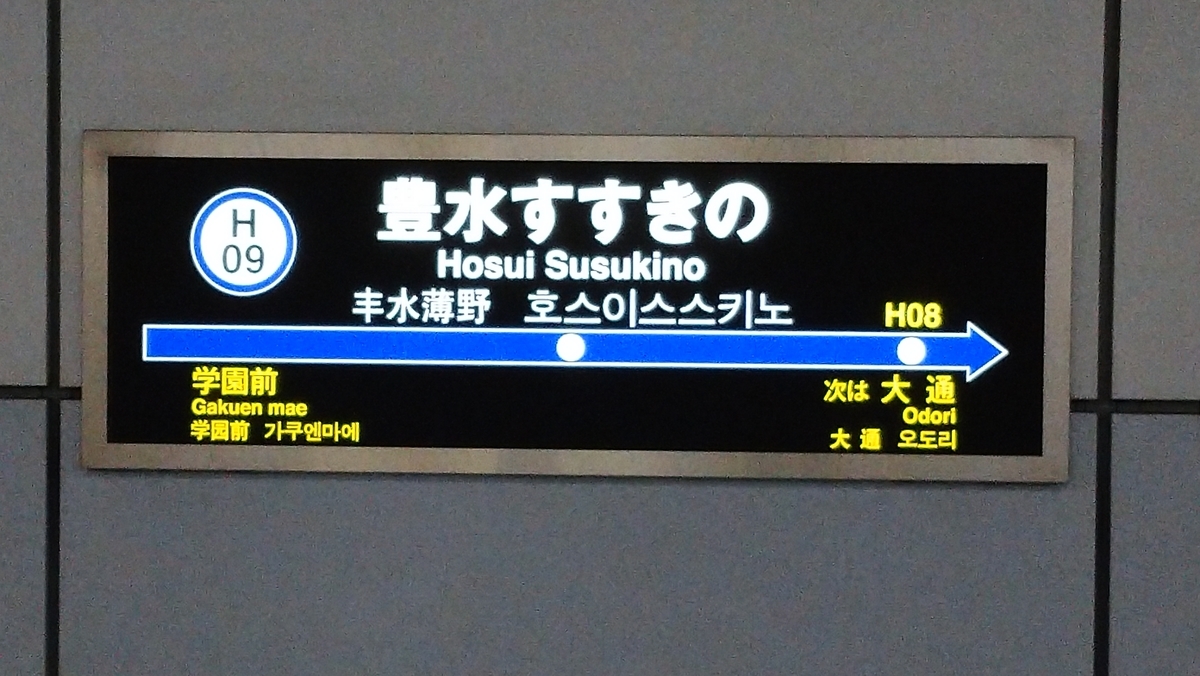 H
09
豊水すすきの
Hosui Susukino
丰水薄野 호스이스스키노
H08
学園前
Gakuen mae
学园前 가쿠엔마에
次は 大通
Odori
大通 오도리